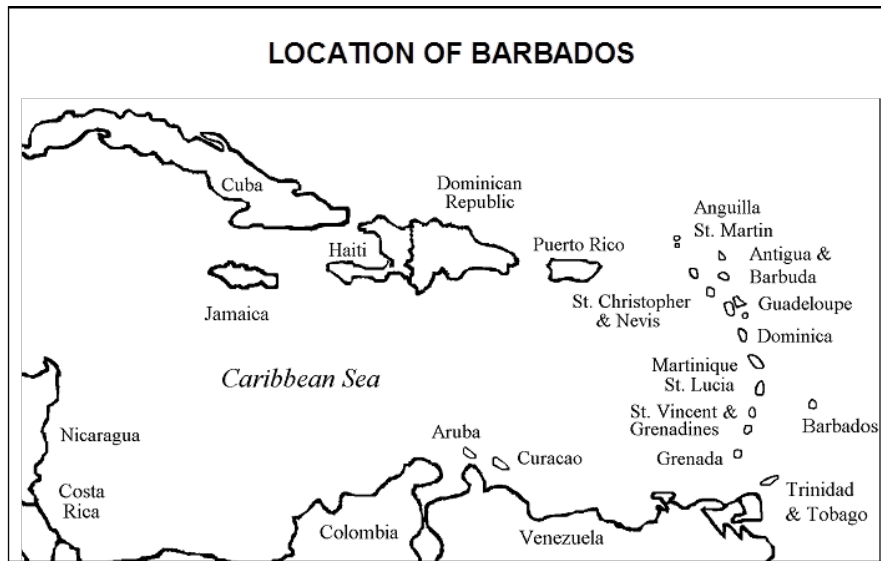 LOCATION OF BARBADOS
Cuba
Dominican
Republic
Haiti
Puerto Rico
Anguilla
St. Martin
Antigua &
Barbuda
Jamaica
St. Christopher
& Nevis
Guadeloupe
Dominica
Caribbean Sea
Martinique
St. Lucia
St. Vincent &
Grenadines
Barbados
Nicaragua
Aruba
Curacao
Grenada
Costa
Rica
Colombia
Venezuela
Trinidad
& Tobago